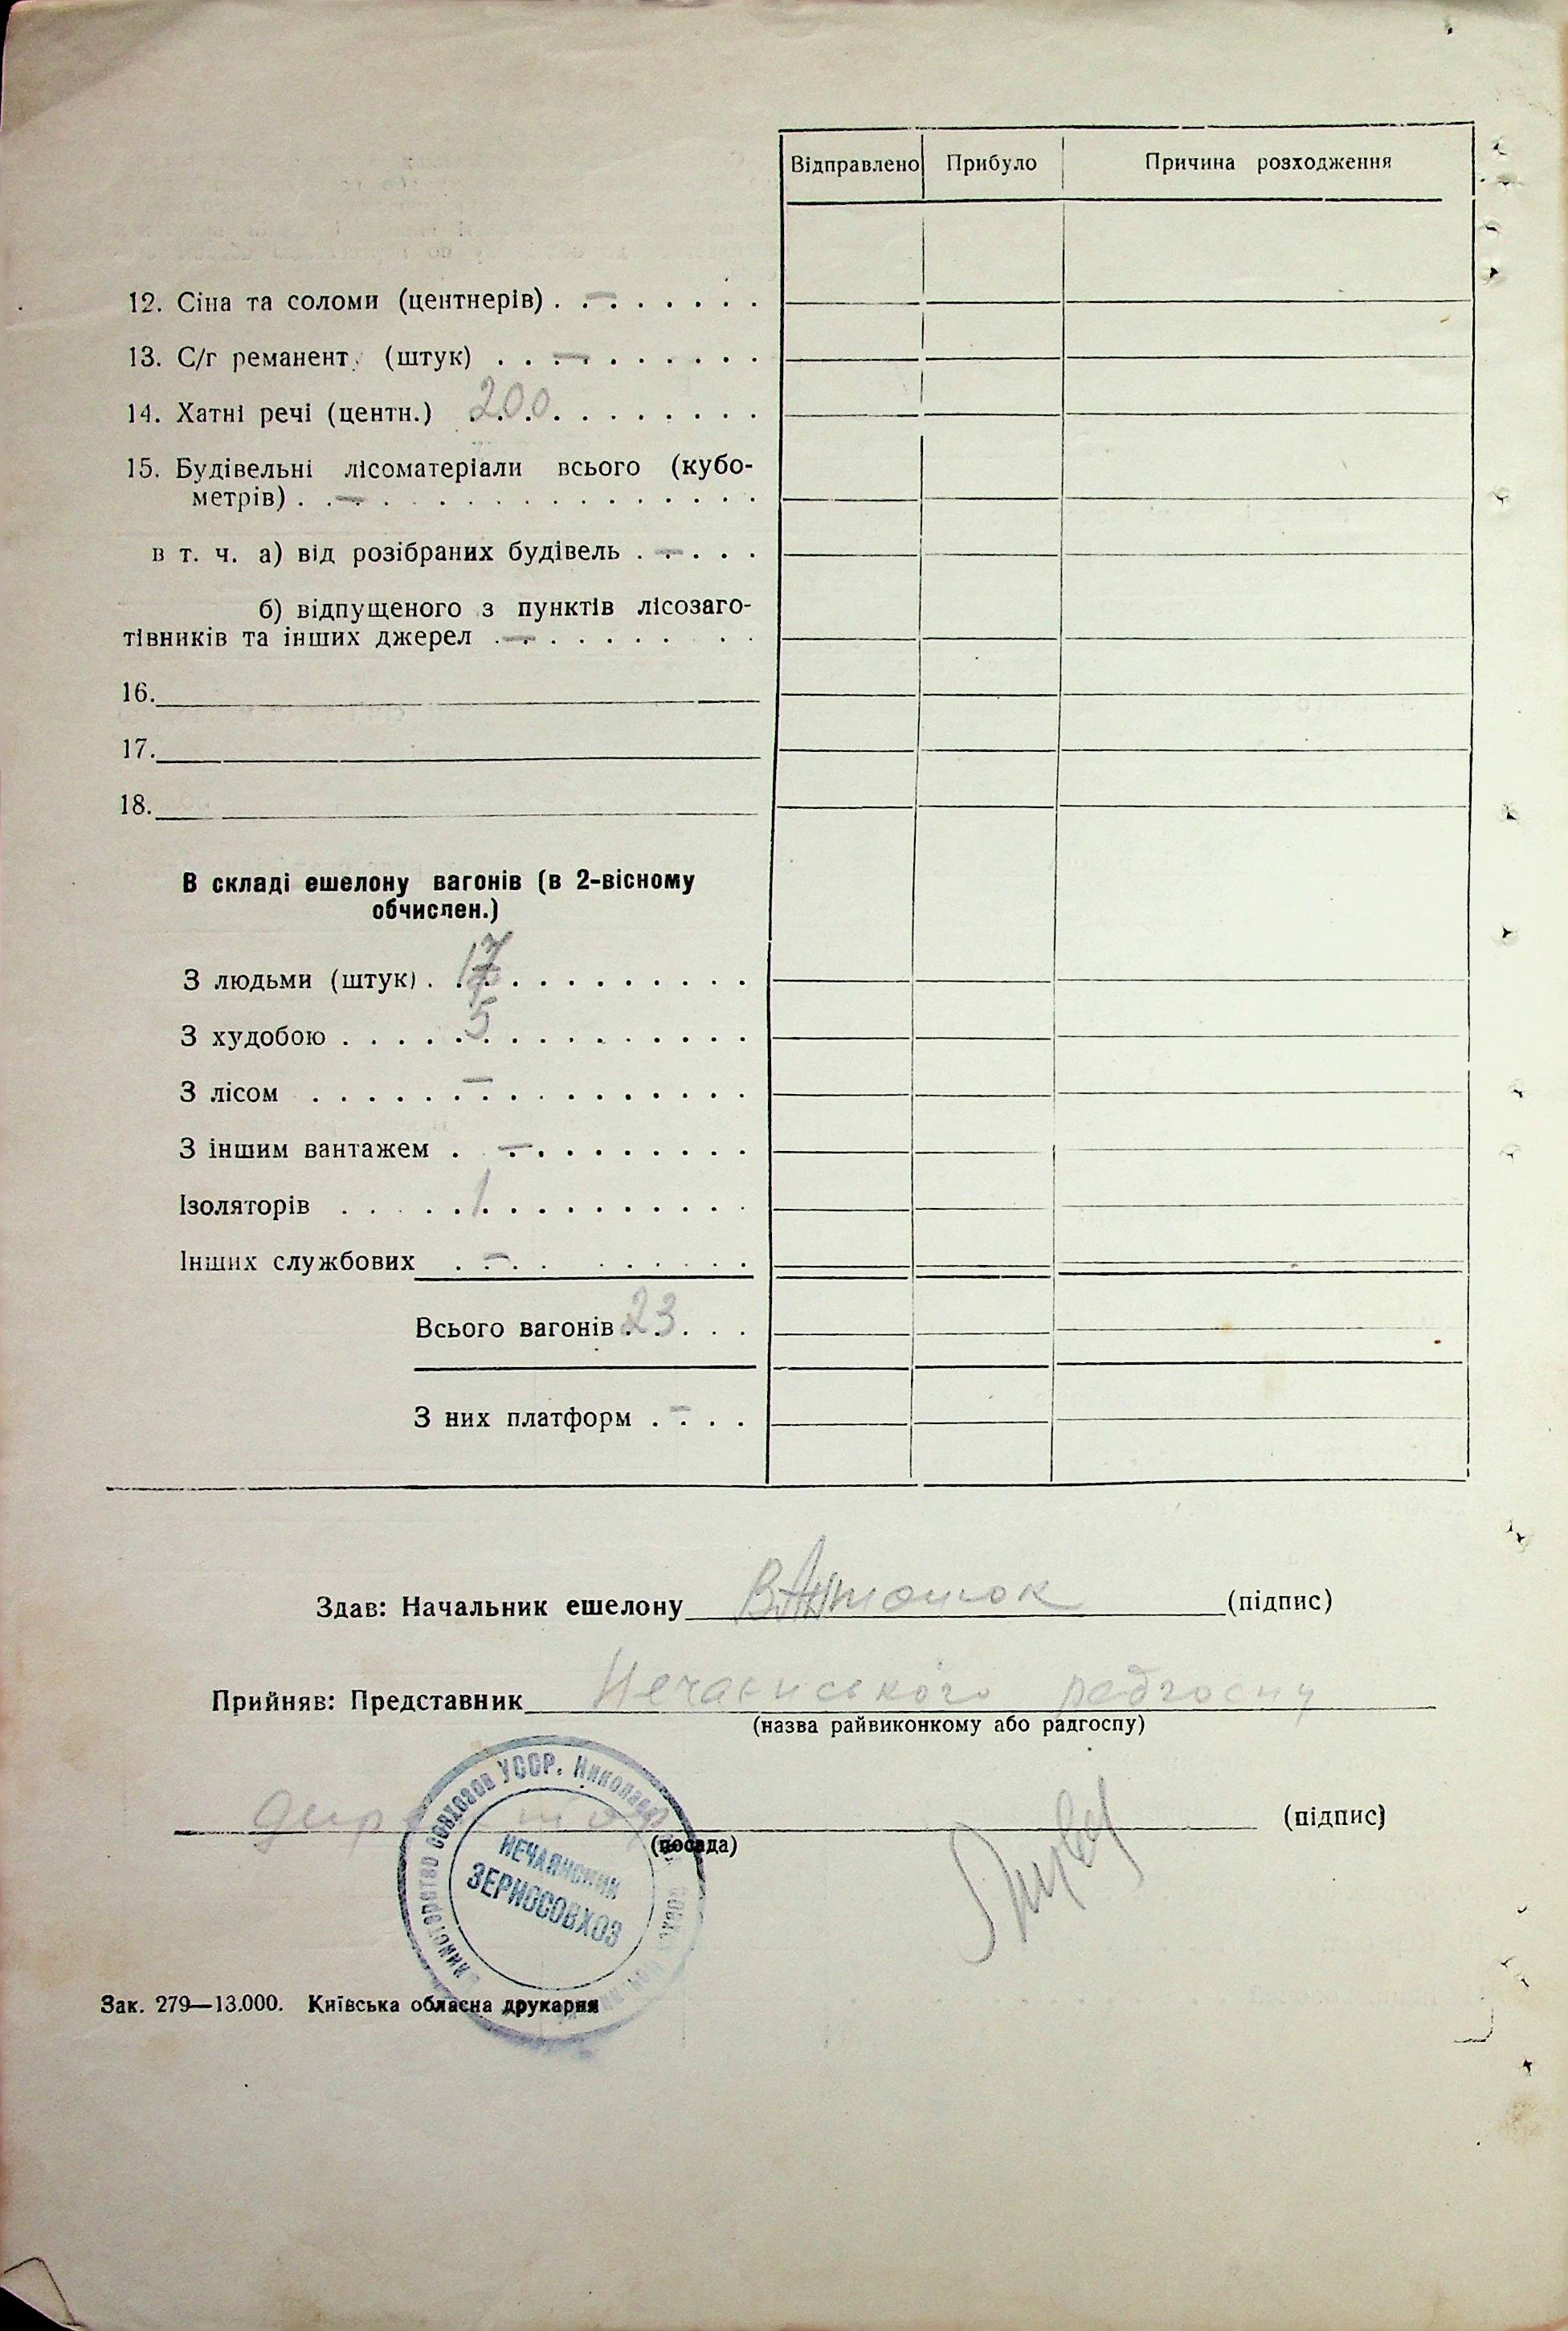 Відправлено Прибуло Причина розходження
12. Сіна та соломи (центнерів) . — . . . . . .
13. С/г реманент (штук) . . . — . . . . . . .
14. Хатні речі (центн.) 200 . . . . . . . .
15. Будівельні лісоматеріали всього (кубо-
метрів) . . — . . . . . . . . . . . . . .
в т. ч. а) від розібраних будівель . — . . .
б) відпущеного з пунктів лісозаго-
тівників та інших джерел . — . . . . . . .
16.
17.
18.
В складі ешелону вагонів (в 2-вісному
обчислен.)
З людьми (штук) . . 17 . . . . . . . . . .
З худобою . . . . . 5 . . . . . . . . . .
З лісом . . . . . . — . . . . . . . . .
З іншим вантажем . — . . . . . . . . .
Ізоляторів . . . . . 1 . . . . . . . . . .
Інших службових . — . . . . . . . .
Всього вагонів 23 . . .
З них платформ . — . .
Здав: Начальник ешелону В. Антонюк (підпис)
Прийняв: Представник Нечаянського радгоспу
(назва райвиконкому або радгоспу)
директор (підпис)
(посада)
Министерство совхозов УССР.
НЕЧАЯНСКИЙ
ЗЕРНОСОВХОЗ
Зак. 279—13.000. Київська обласна друкарня